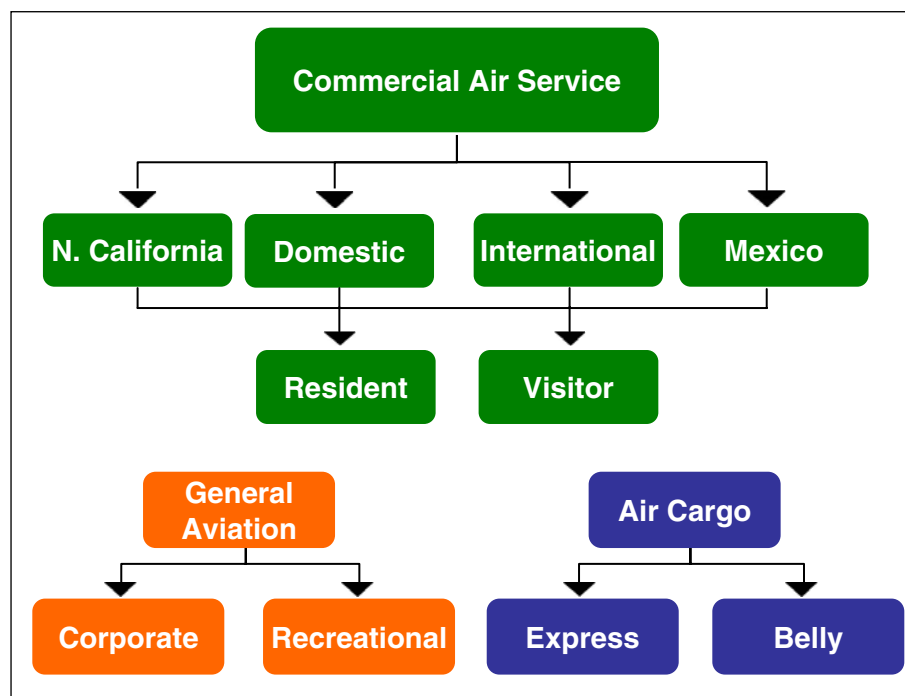 Commercial Air Service
N. California
Domestic
International
Mexico
Resident
Visitor
General
Aviation
Air Cargo
Corporate
Recreational
Express
Belly